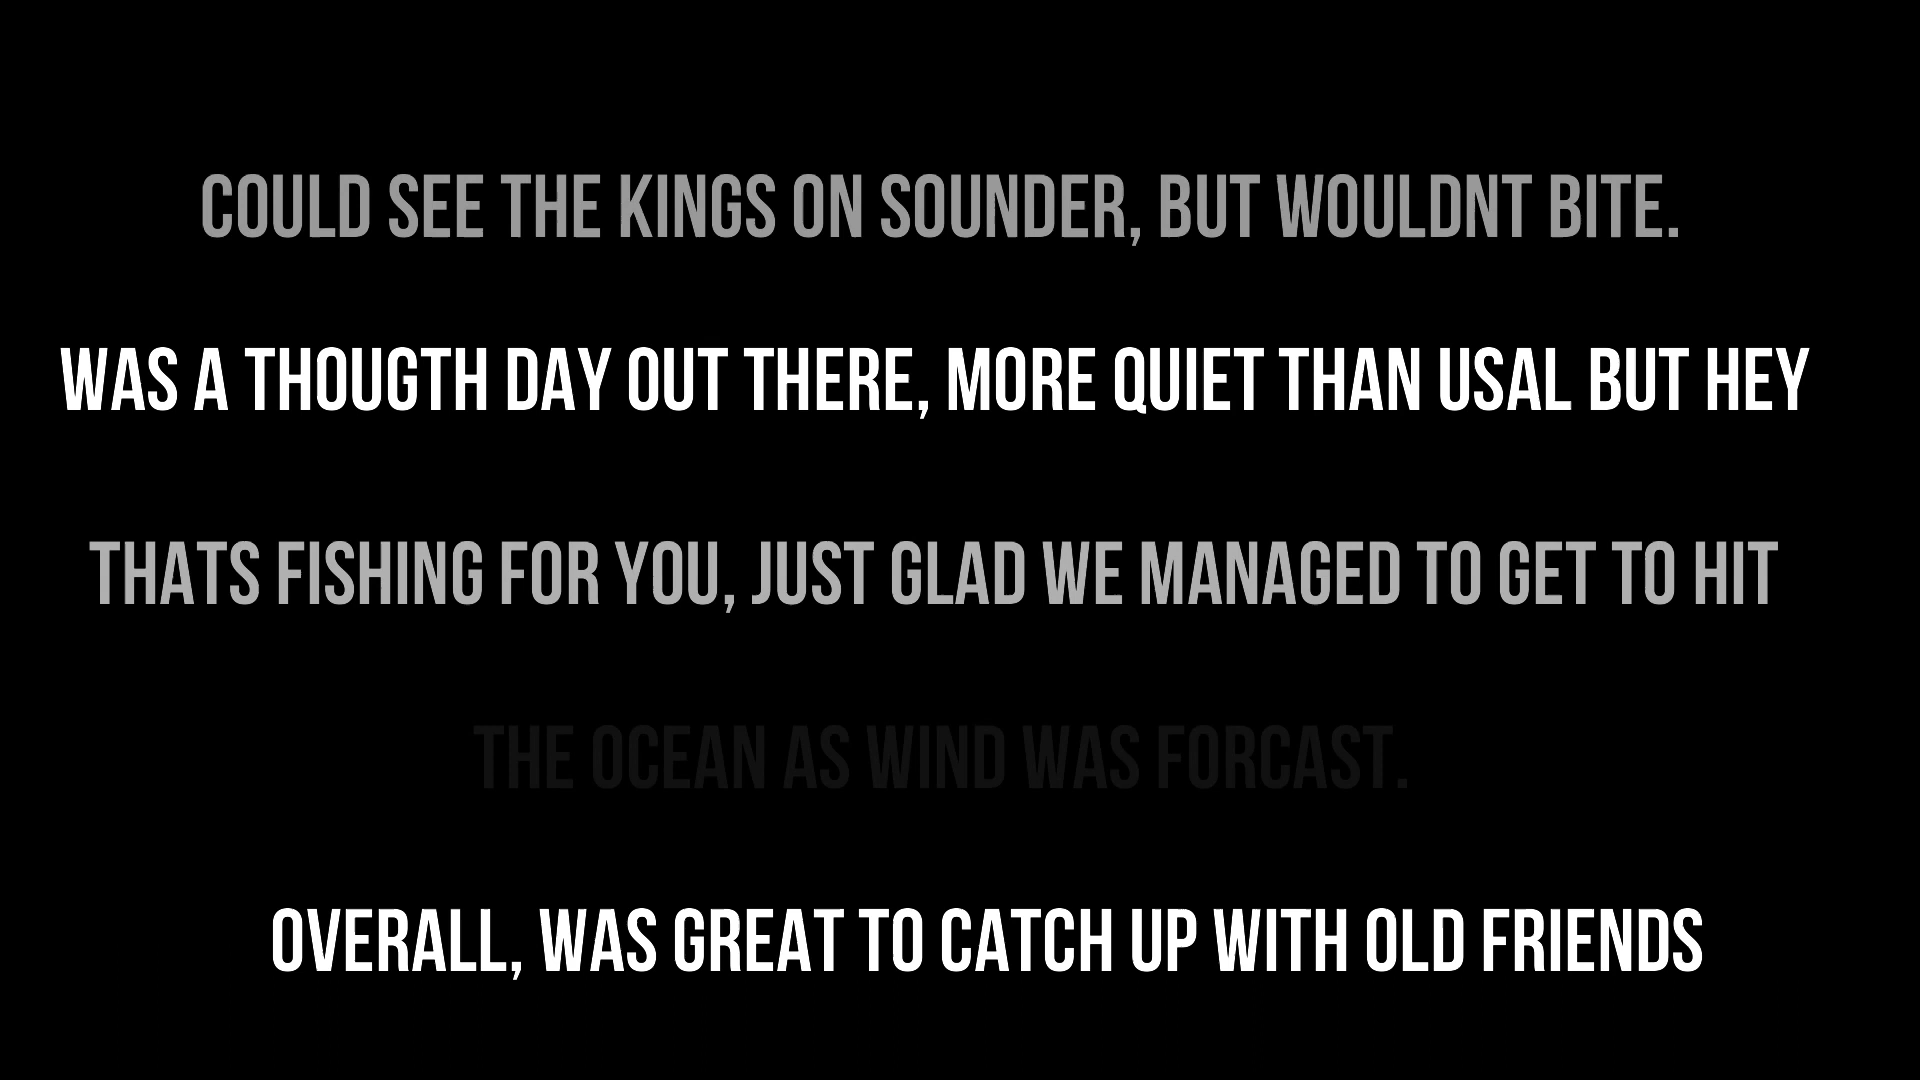 COULD SEE THE KINGS ON SOUNDER, BUT WOULDNT BITE.
WAS A THOUGTH DAY OUT THERE, MORE QUIET THAN USAL BUT HEY
THATS FISHING FOR YOU, JUST GLAD WE MANAGED TO GET TO HIT
THE OCEAN AS WIND WAS FORCAST.
OVERALL, WAS GREAT TO CATCH UP WITH OLD FRIENDS